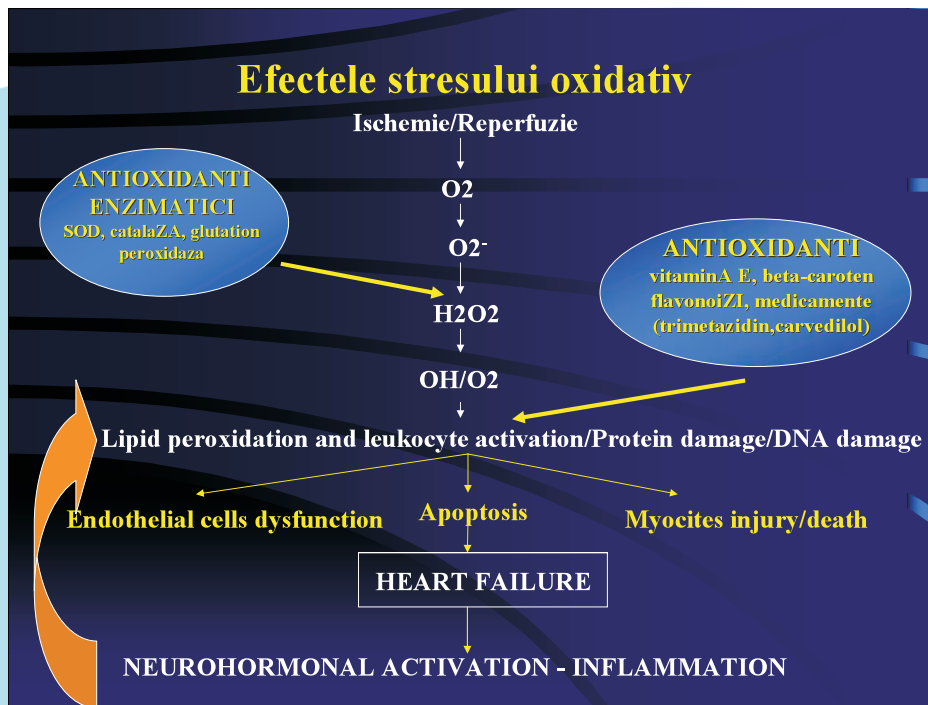 Efectele stresului oxidativ
Ischemie/Reperfuzie
ANTIOXIDANTI
ENZIMATICI
SOD, catalaZA, glutation
peroxidaza
O2
O2-
ANTIOXIDANTI
vitaminA E, beta-caroten
flavonoiZI, medicamente
(trimetazidin,carvedilol)
H2O2
OH/O2
Lipid peroxidation and leukocyte activation/Protein damage/DNA damage
Endothelial cells dysfunction
Apoptosis
Myocites injury/death
HEART FAILURE
NEUROHORMONAL ACTIVATION - INFLAMMATION